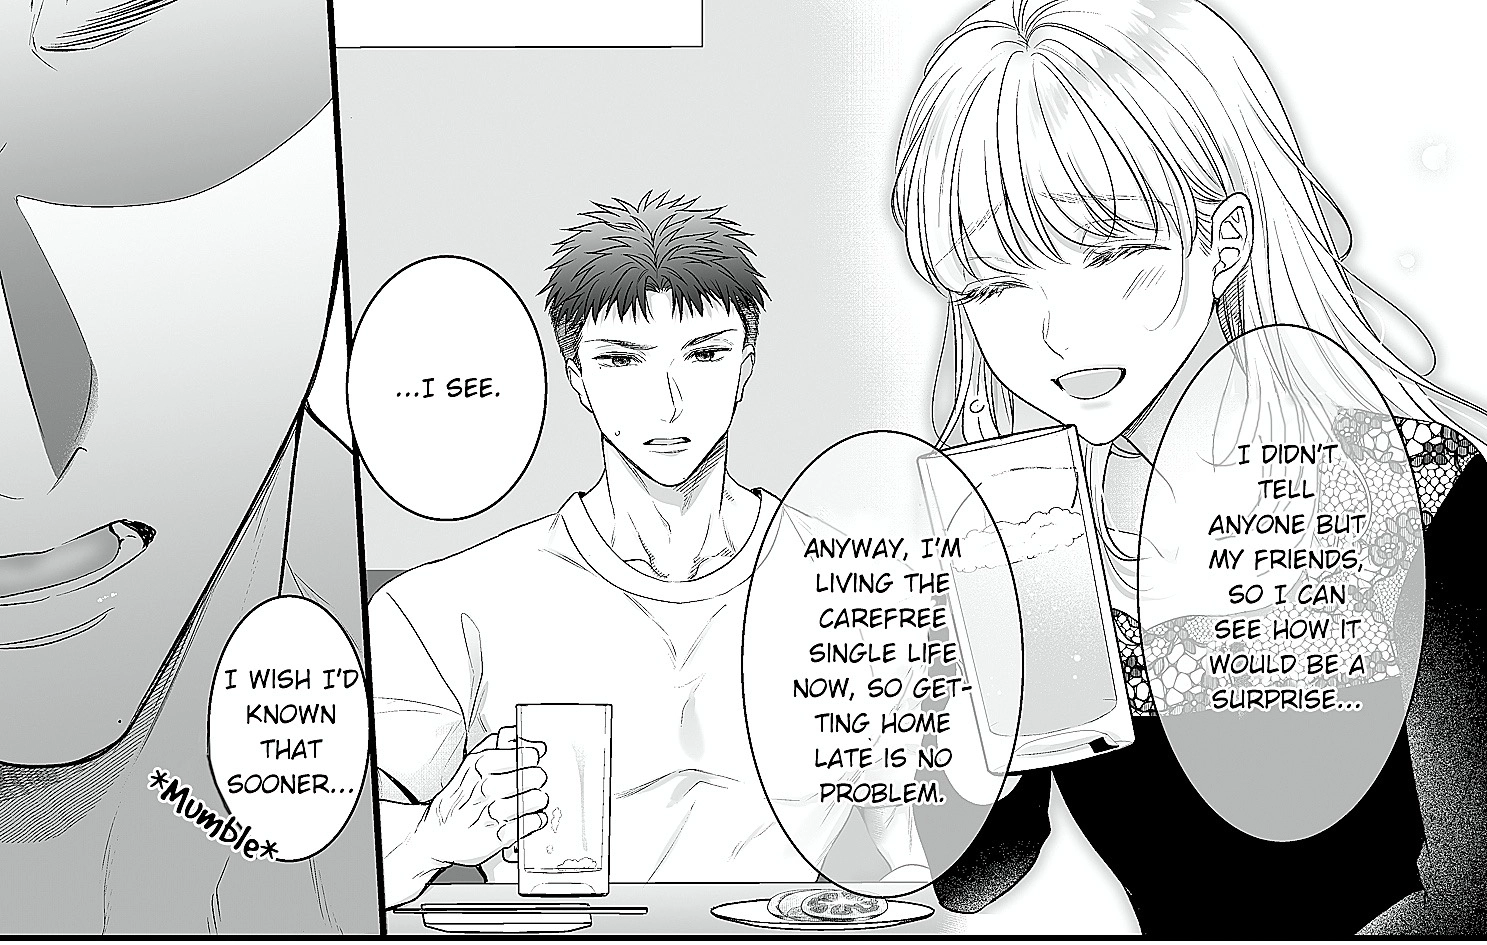 I DIDN'T
TELL
ANYONE BUT
MY FRIENDS,
SO I CAN
SEE HOW IT
WOULD BE A
SURPRISE...
ANYWAY, I'M
LIVING THE
CAREFREE
SINGLE LIFE
NOW, SO GET-
TING HOME
LATE IS NO
PROBLEM.
...I SEE.
I WISH I'D
KNOWN
THAT
SOONER...
*Mumble*